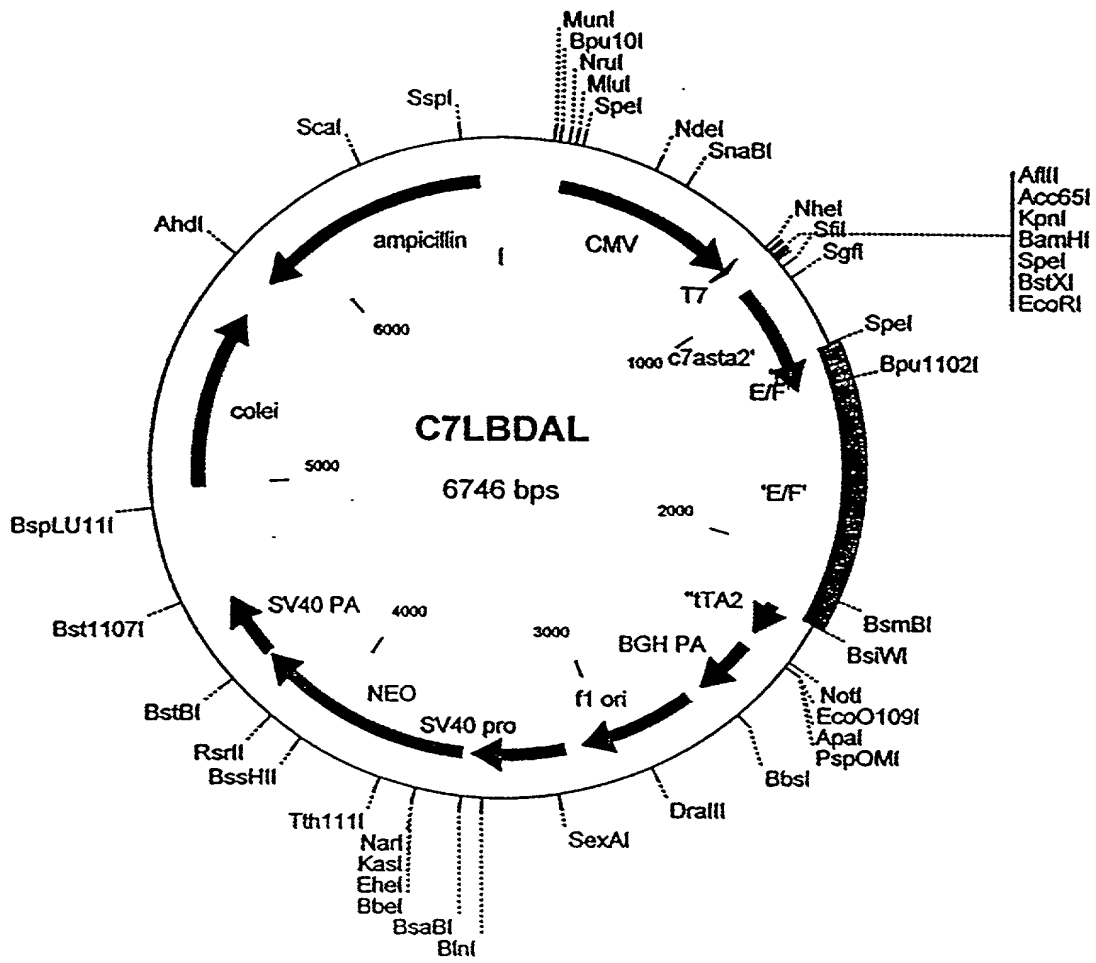 MunI
Bpu10I
NruI
MluI
SpeI
SspI
ScaI
NdeI
SnaBI
AflII
Acc65I
KpnI
BamHI
SpeI
BstXI
EcoRI
AhdI
NheI
SfiI
SgfI
ampicillin
I
CMV
T7
6000
1000
c7asta2'
E/F'
SpeI
Bpu1102I
colei
C7LBDAL
6746 bps
5000
'E/F'
2000
BspLU11I
SV40 PA
4000
3000
"tTA2
BGH PA
BsmBI
BsiWI
Bst1107I
NEO
SV40 pro
f1 ori
NotI
EcoO109I
ApaI
PspOMI
BstBI
RsrII
BssHII
BbsI
DraIII
SexAI
Tth111I
NarI
KasI
EheI
BbeI
BsaBI
BlnI